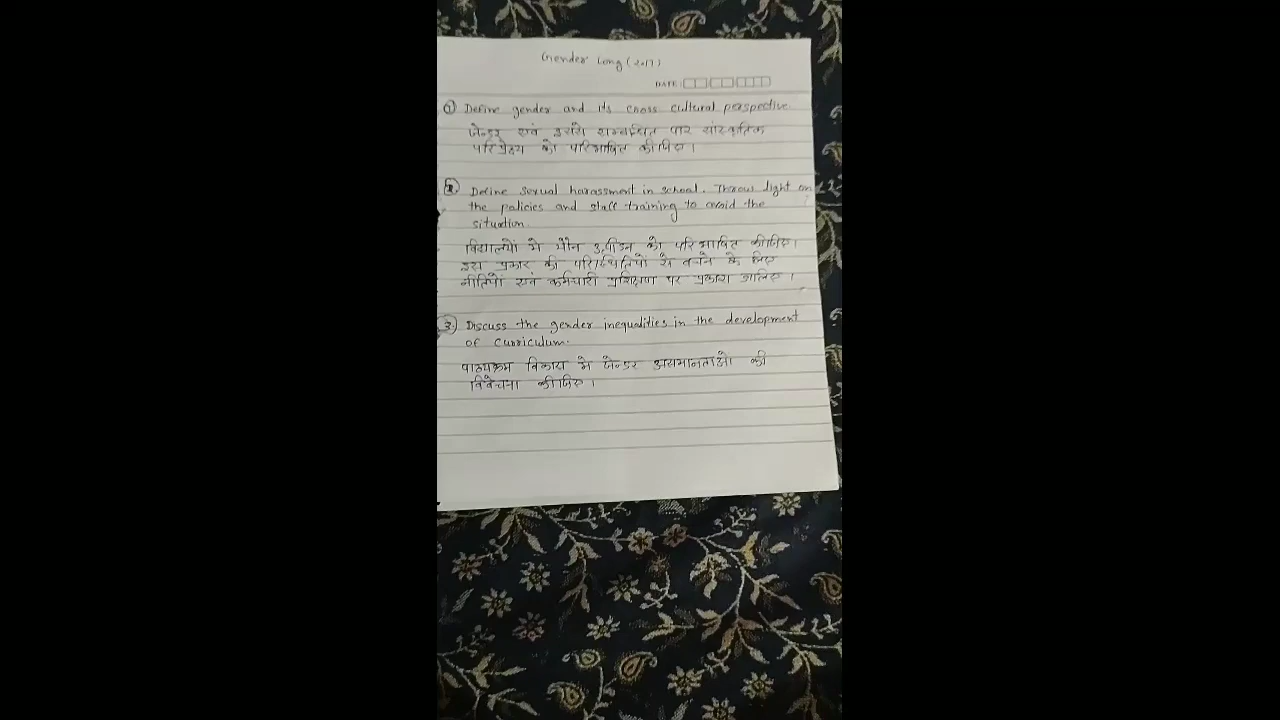 Gender Long (2017)
DATE:
① Define gender and its cross cultural perspective.
जेन्डर एवं इससे सम्बन्धित पार सांस्कृतिक
परिप्रेक्ष्य को परिभाषित कीजिए।
② Define sexual harassment in school. Throus light on
the policies and staff training to avoid the
situation.
विद्यालयों मे यौन उत्पीडन को परिभाषित कीजिए।
इस प्रकार की परिस्थितियों से बचने के लिए
नीतियों एवं कर्मचारी प्रशिक्षण पर प्रकाश डालिए।
③ Discuss the gender inequalities in the development
of curriculum.
पाठ्यक्रम विकास मे जेन्डर असमानताओ की
विवेचना कीजिए।